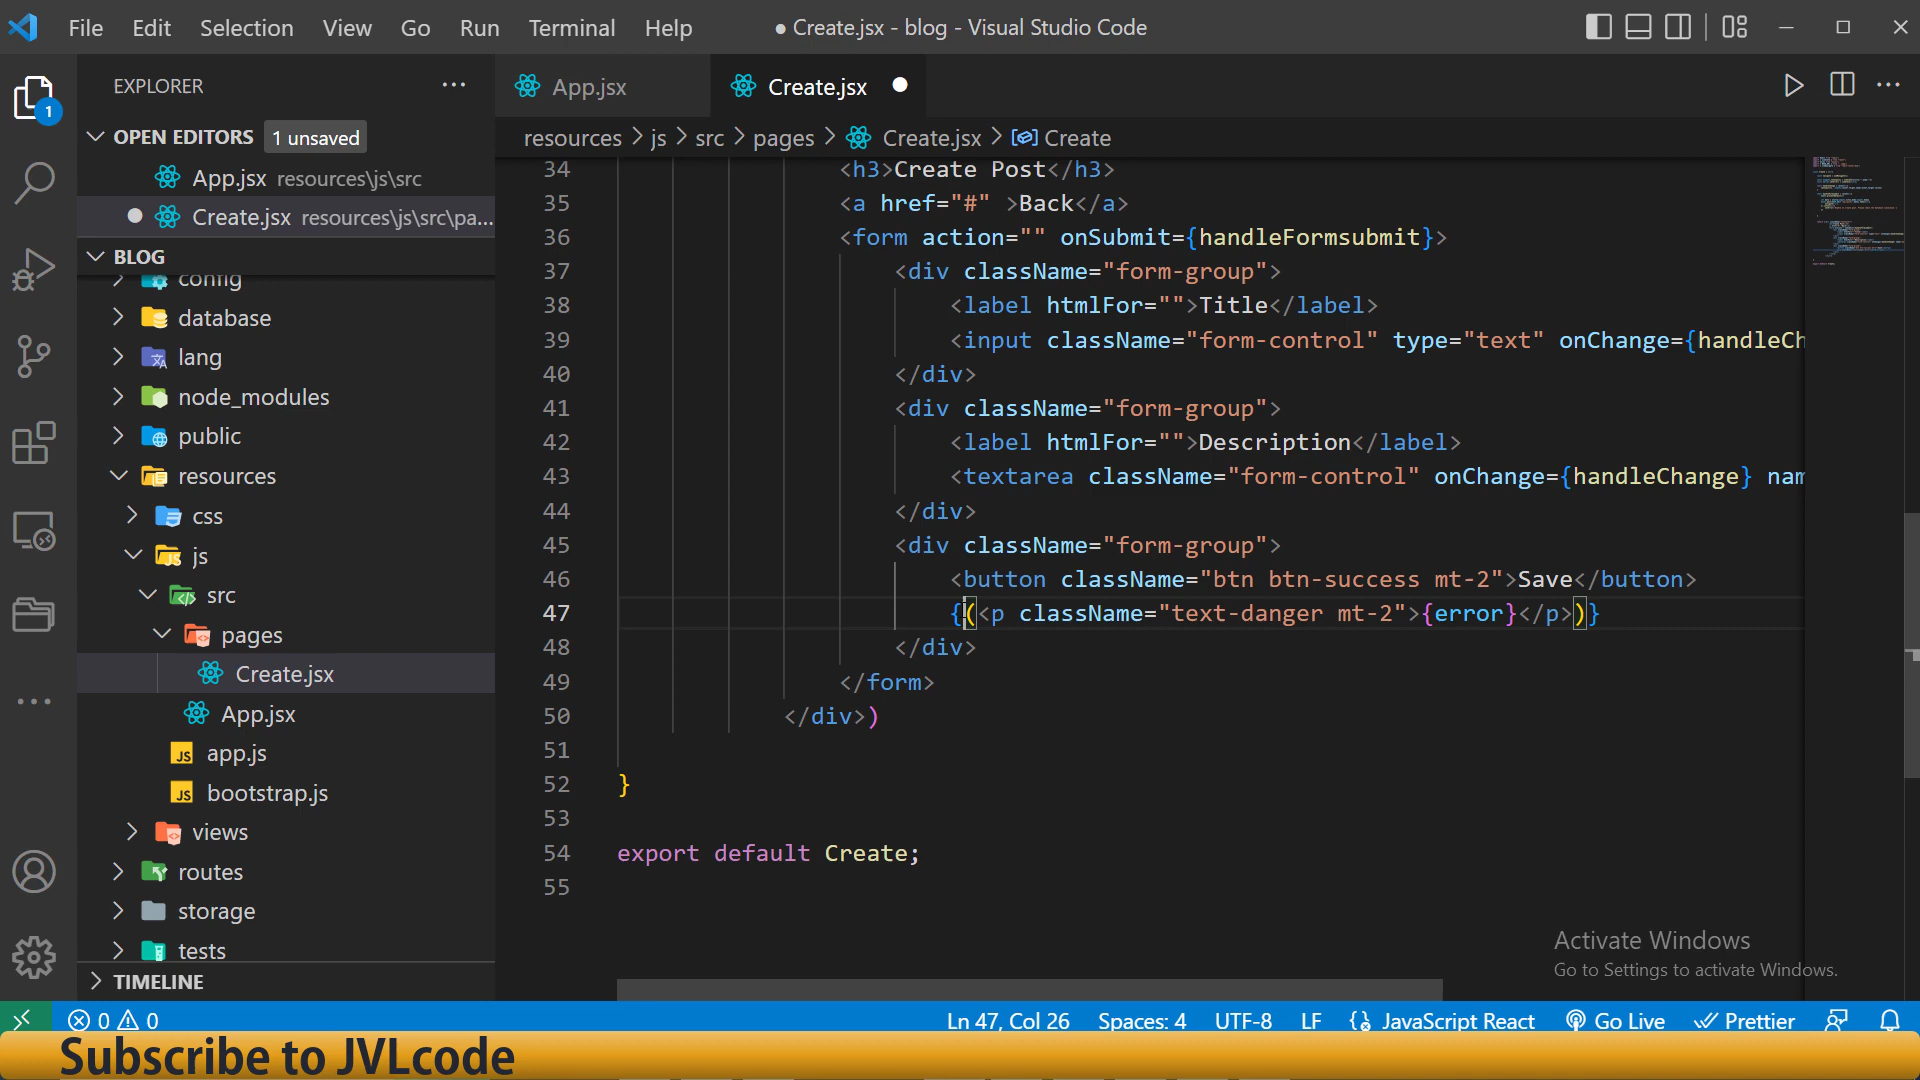 File Edit Selection View Go Run Terminal Help
● Create.jsx - blog - Visual Studio Code
EXPLORER
OPEN EDITORS 1 unsaved
App.jsx resources\js\src
Create.jsx resources\js\src\pa...
BLOG
config
database
lang
node_modules
public
resources
css
js
src
pages
Create.jsx
App.jsx
app.js
bootstrap.js
views
routes
storage
tests
TIMELINE
1
App.jsx
Create.jsx
resources > js > src > pages > Create.jsx > Create
34 <h3>Create Post</h3>
35 <a href="#" >Back</a>
36 <form action="" onSubmit={handleFormsubmit}>
37 <div className="form-group">
38 <label htmlFor="">Title</label>
39 <input className="form-control" type="text" onChange={handleCh
40 </div>
41 <div className="form-group">
42 <label htmlFor="">Description</label>
43 <textarea className="form-control" onChange={handleChange} nam
44 </div>
45 <div className="form-group">
46 <button className="btn btn-success mt-2">Save</button>
47 {(<p className="text-danger mt-2">{error}</p>)}
48 </div>
49 </form>
50 </div>)
51
52 }
53
54 export default Create;
55
Activate Windows
Go to Settings to activate Windows.
0 0
Ln 47, Col 26 Spaces: 4 UTF-8 LF JavaScript React Go Live Prettier
Subscribe to JVLcode